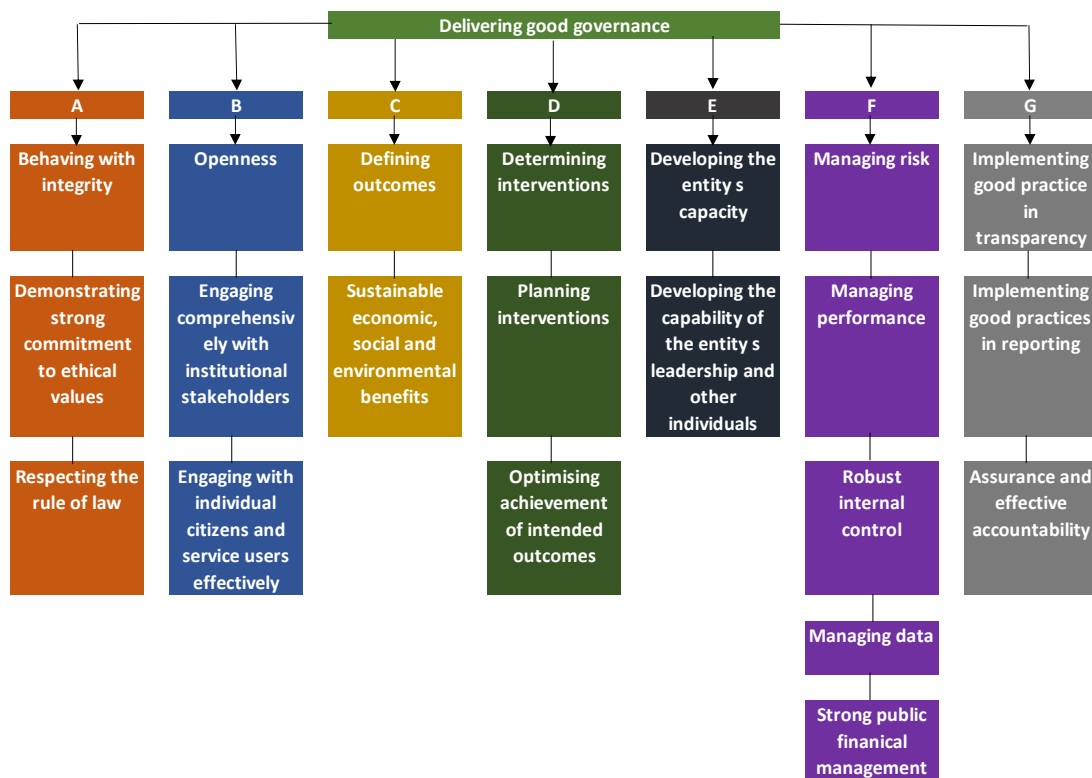 Delivering good governance
A
B
C
D
E
F
G
Behaving with
integrity
Demonstrating
strong
commitment
to ethical
values
Respecting the
rule of law
Openness
Engaging
comprehensiv
ely with
institutional
stakeholders
Engaging with
individual
citizens and
service users
effectively
Defining
outcomes
Sustainable
economic,
social and
environmental
benefits
Determining
interventions
Planning
interventions
Optimising
achievement
of intended
outcomes
Developing the
entity s
capacity
Developing the
capability of
the entity s
leadership and
other
individuals
Managing risk
Managing
performance
Robust
internal
control
Managing data
Strong public
finanical
management
Implementing
good practice
in
transparency
Implementing
good practices
in reporting
Assurance and
effective
accountability